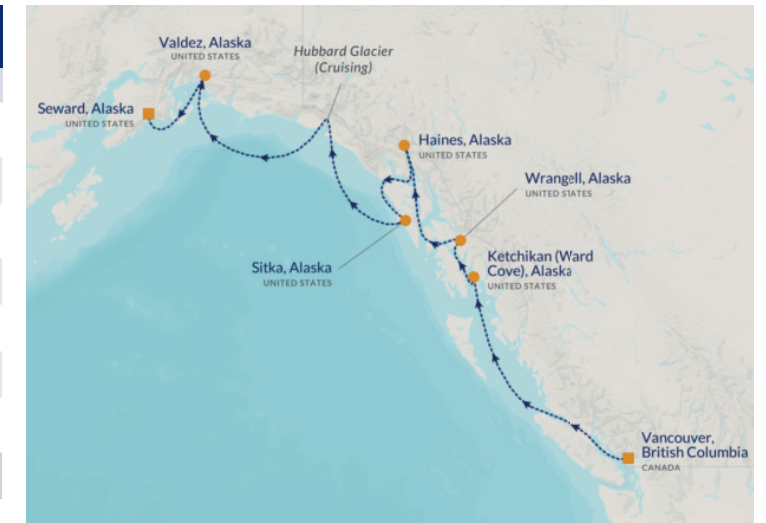 Valdez, Alaska
UNITED STATES
Hubbard Glacier
(Cruising)
Seward, Alaska
UNITED STATES
Haines, Alaska
UNITED STATES
Wrangell, Alaska
UNITED STATES
Sitka, Alaska
UNITED STATES
Ketchikan (Ward
Cove), Alaska
UNITED STATES
Vancouver,
British Columbia
CANADA